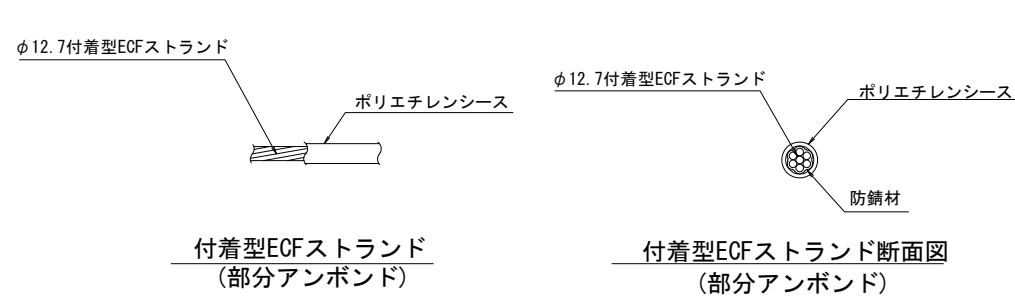 φ12.7付着型ECFストランド
ポリエチレンシース
付着型ECFストランド
(部分アンボンド)
φ12.7付着型ECFストランド
ポリエチレンシース
防錆材
付着型ECFストランド断面図
(部分アンボンド)